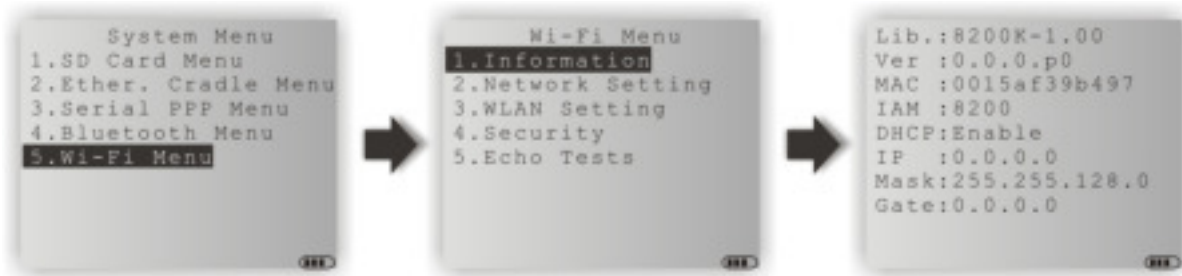 System Menu
1.SD Card Menu
2.Ether. Cradle Menu
3.Serial PPP Menu
4.Bluetooth Menu
5.Wi-Fi Menu
Wi-Fi Menu
1.Information
2.Network Setting
3.WLAN Setting
4.Security
5.Echo Tests
Lib.:8200K-1.00
Ver :0.0.0.p0
MAC :0015af39b497
IAM :8200
DHCP:Enable
IP :0.0.0.0
Mask:255.255.128.0
Gate:0.0.0.0